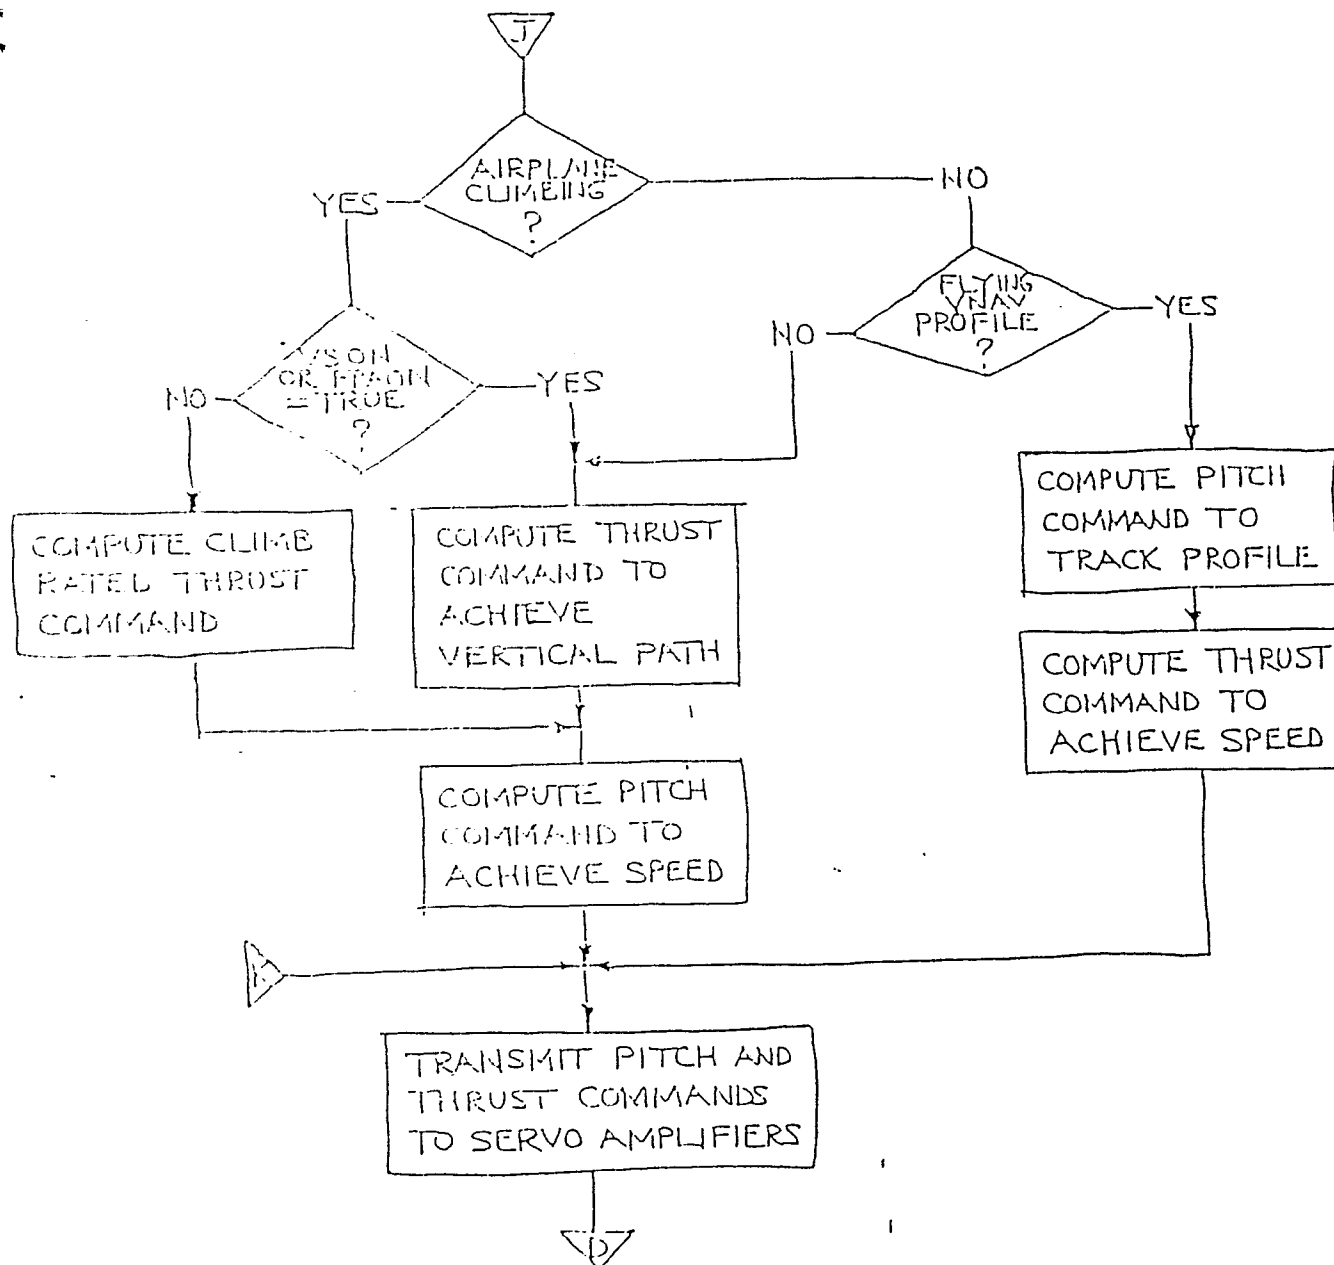 J
AIRPLANE
CLIMBING
?
YES
NO
FLYING
VNAV
PROFILE
?
NO
YES
VSON
OR FPAON
= TRUE
?
NO
YES
COMPUTE CLIMB
RATED THRUST
COMMAND
COMPUTE THRUST
COMMAND TO
ACHIEVE
VERTICAL PATH
COMPUTE PITCH
COMMAND TO
TRACK PROFILE
COMPUTE THRUST
COMMAND TO
ACHIEVE SPEED
COMPUTE PITCH
COMMAND TO
ACHIEVE SPEED
TRANSMIT PITCH AND
THRUST COMMANDS
TO SERVO AMPLIFIERS
D